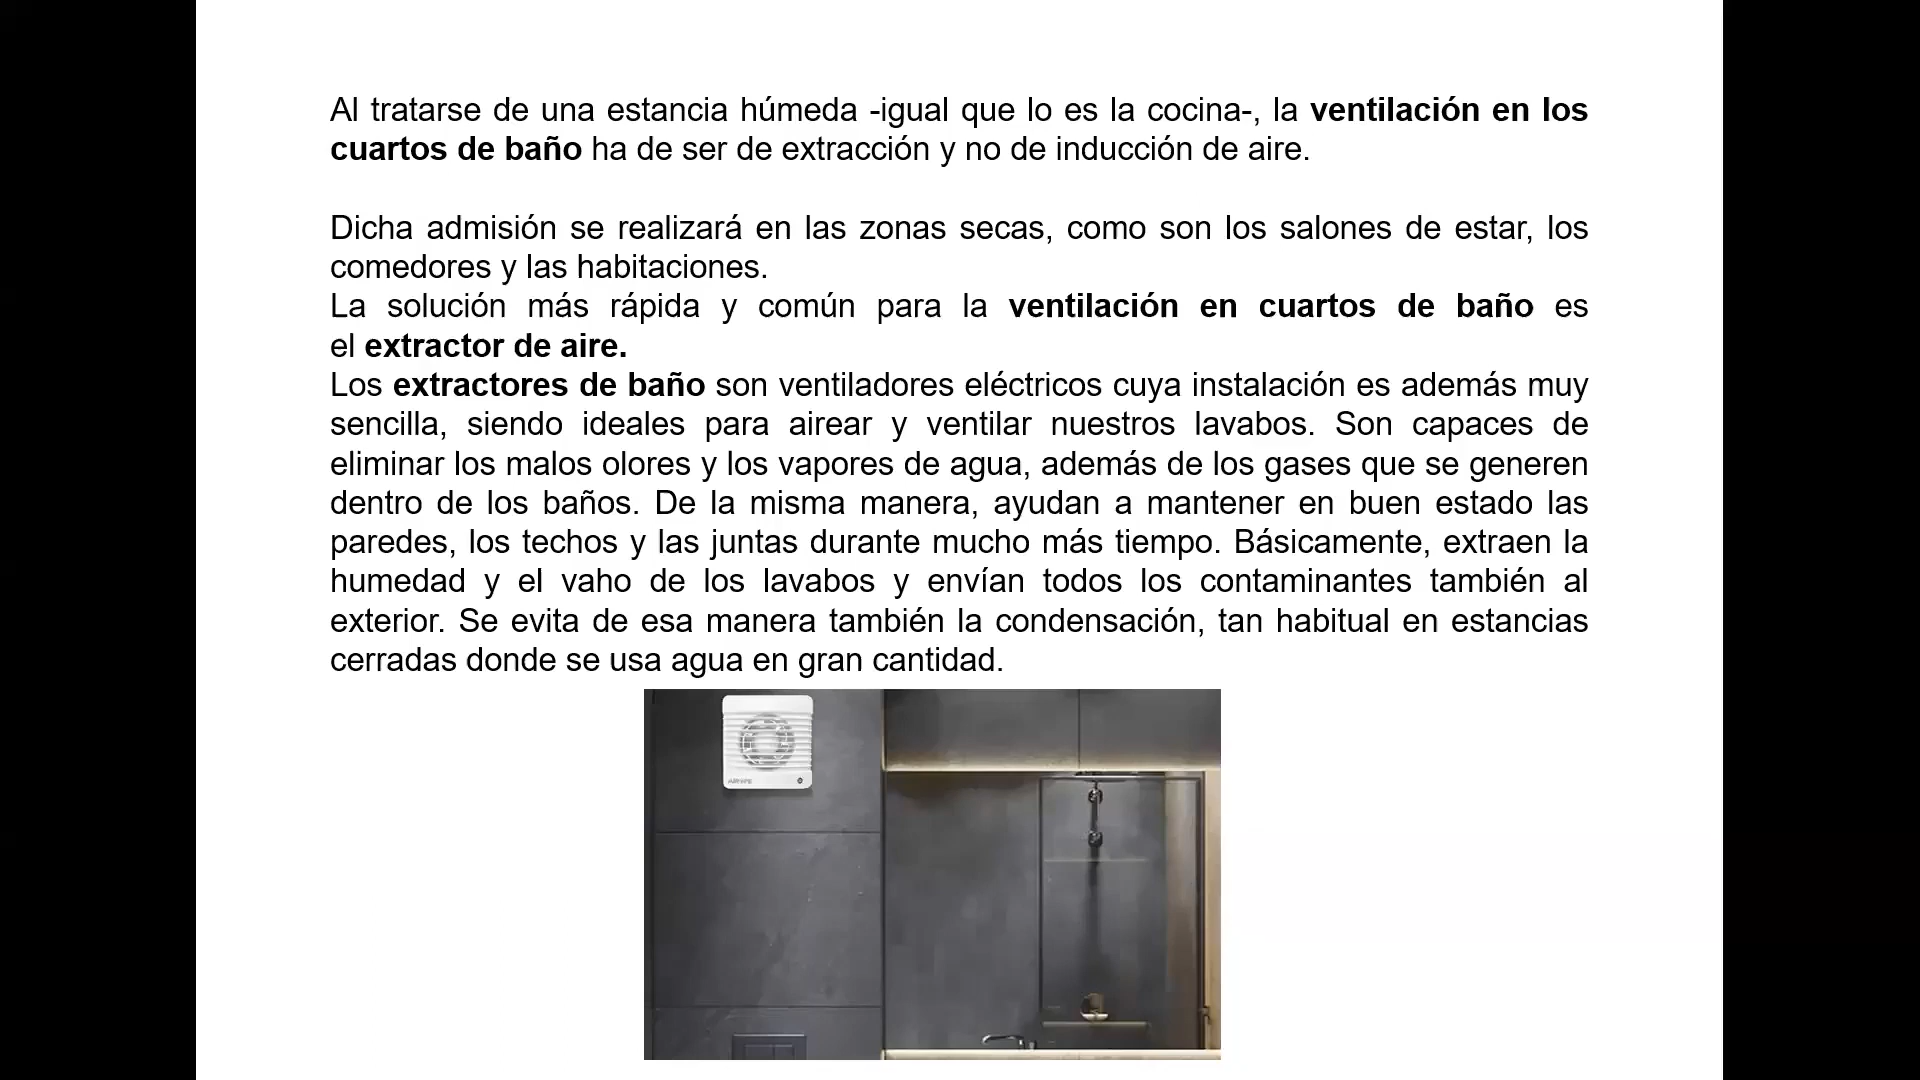 Al tratarse de una estancia húmeda -igual que lo es la cocina-, la ventilación en los
cuartos de baño ha de ser de extracción y no de inducción de aire.
Dicha admisión se realizará en las zonas secas, como son los salones de estar, los
comedores y las habitaciones.
La solución más rápida y común para la ventilación en cuartos de baño es
el extractor de aire.
Los extractores de baño son ventiladores eléctricos cuya instalación es además muy
sencilla, siendo ideales para airear y ventilar nuestros lavabos. Son capaces de
eliminar los malos olores y los vapores de agua, además de los gases que se generen
dentro de los baños. De la misma manera, ayudan a mantener en buen estado las
paredes, los techos y las juntas durante mucho más tiempo. Básicamente, extraen la
humedad y el vaho de los lavabos y envían todos los contaminantes también al
exterior. Se evita de esa manera también la condensación, tan habitual en estancias
cerradas donde se usa agua en gran cantidad.